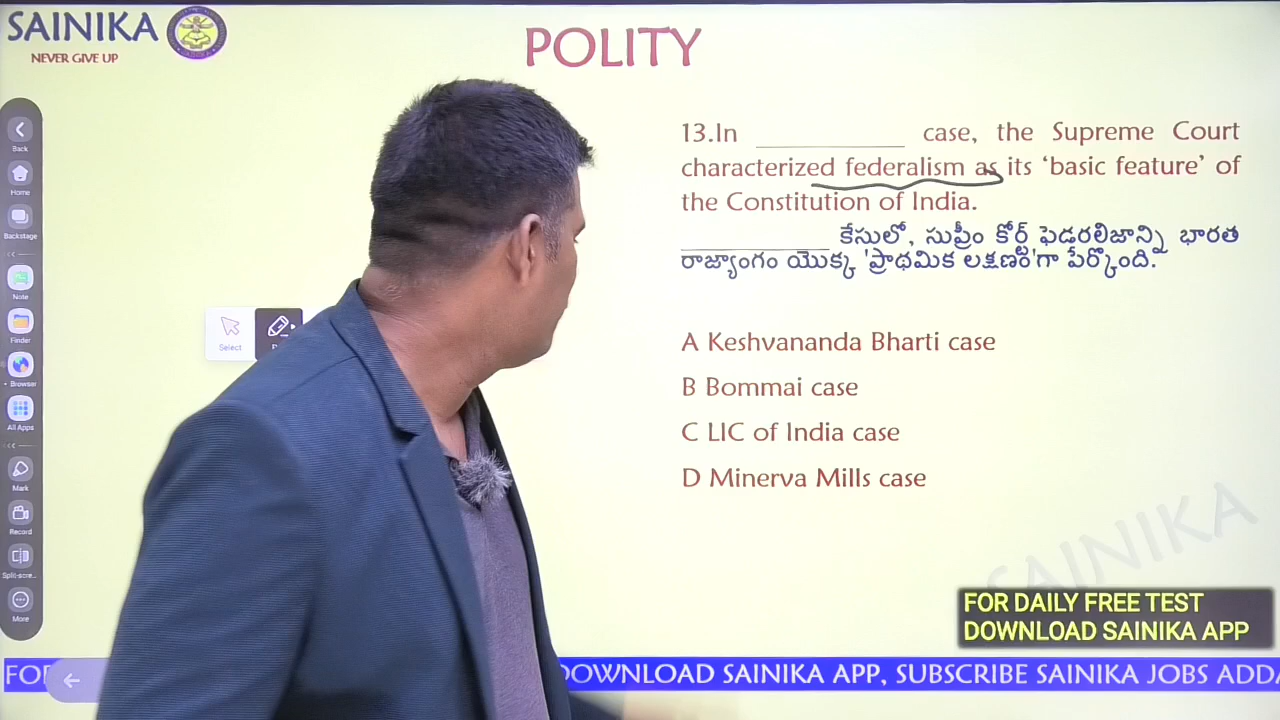 SAINIKA
NEVER GIVE UP
POLITY
13.In ____________ case, the Supreme Court
characterized federalism as its ‘basic feature’ of
the Constitution of India.
____________ కేసులో, సుప్రీం కోర్ట్ ఫెడరలిజాన్ని భారత
రాజ్యాంగం యొక్క 'ప్రాథమిక లక్షణం'గా పేర్కొంది.
A Keshvananda Bharti case
B Bommai case
C LIC of India case
D Minerva Mills case
Back
Home
Backstage
Note
Finder
Browser
All Apps
Mark
Record
Split-scre...
More
Select
SAINIKA
FOR DAILY FREE TEST
DOWNLOAD SAINIKA APP
DOWNLOAD SAINIKA APP, SUBSCRIBE SAINIKA JOBS ADDA